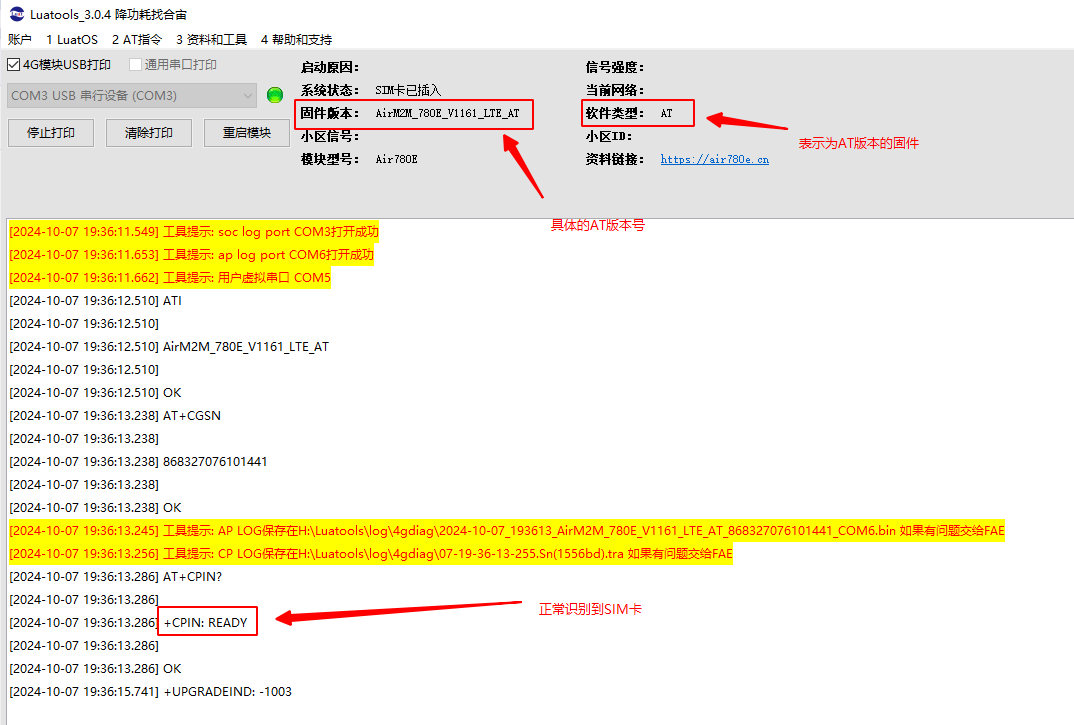 Luatools_3.0.4 降功耗找合宙
账户 1 LuatOS 2 AT指令 3 资料和工具 4 帮助和支持
4G模块USB打印 通用串口打印
COM3 USB 串行设备 (COM3)
停止打印 清除打印 重启模块
启动原因: 信号强度:
系统状态: SIM卡已插入 当前网络:
固件版本: AirM2M_780E_V1161_LTE_AT 软件类型: AT
小区信号: 小区ID:
模块型号: Air780E 资料链接: https://air780e.cn
表示为AT版本的固件
具体的AT版本号
[2024-10-07 19:36:11.549] 工具提示: soc log port COM3打开成功
[2024-10-07 19:36:11.653] 工具提示: ap log port COM6打开成功
[2024-10-07 19:36:11.662] 工具提示: 用户虚拟串口 COM5
[2024-10-07 19:36:12.510] ATI
[2024-10-07 19:36:12.510]
[2024-10-07 19:36:12.510] AirM2M_780E_V1161_LTE_AT
[2024-10-07 19:36:12.510]
[2024-10-07 19:36:12.510] OK
[2024-10-07 19:36:13.238] AT+CGSN
[2024-10-07 19:36:13.238]
[2024-10-07 19:36:13.238] 868327076101441
[2024-10-07 19:36:13.238]
[2024-10-07 19:36:13.238] OK
[2024-10-07 19:36:13.245] 工具提示: AP LOG保存在H:\Luatools\log\4gdiag\2024-10-07_193613_AirM2M_780E_V1161_LTE_AT_868327076101441_COM6.bin 如果有问题交给FAE
[2024-10-07 19:36:13.256] 工具提示: CP LOG保存在H:\Luatools\log\4gdiag\07-19-36-13-255.Sn(1556bd).tra 如果有问题交给FAE
[2024-10-07 19:36:13.286] AT+CPIN?
[2024-10-07 19:36:13.286]
[2024-10-07 19:36:13.286] +CPIN: READY
正常识别到SIM卡
[2024-10-07 19:36:13.286]
[2024-10-07 19:36:13.286] OK
[2024-10-07 19:36:15.741] +UPGRADEIND: -1003